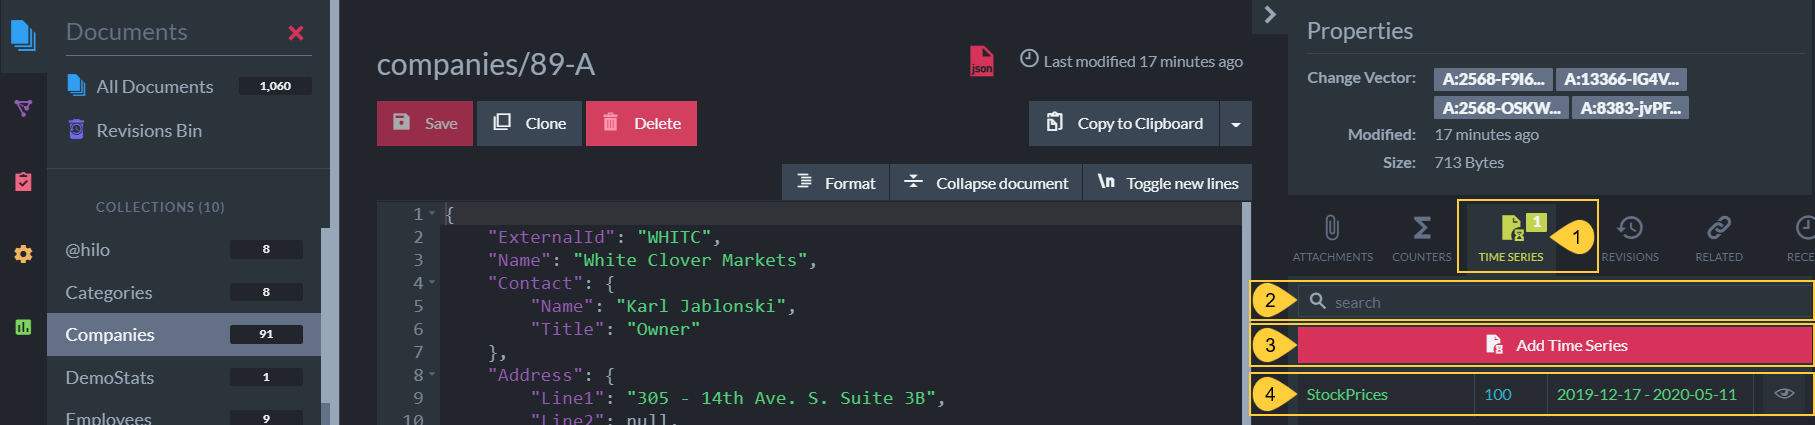 Documents
All Documents 1,060
Revisions Bin
COLLECTIONS (10)
@hilo 8
Categories 8
Companies 91
DemoStats 1
Employees 9
companies/89-A
json
Last modified 17 minutes ago
Save
Clone
Delete
Copy to Clipboard
Format
Collapse document
\n Toggle new lines
1 {
2 "ExternalId": "WHITC",
3 "Name": "White Clover Markets",
4 "Contact": {
5 "Name": "Karl Jablonski",
6 "Title": "Owner"
7 },
8 "Address": {
9 "Line1": "305 - 14th Ave. S. Suite 3B",
10 "Line2": null,
Properties
Change Vector: A:2568-F9I6... A:13366-IG4V...
A:2568-OSKW... A:8383-jvPF...
Modified: 17 minutes ago
Size: 713 Bytes
ATTACHMENTS
COUNTERS
1
TIME SERIES
1
REVISIONS
RELATED
RECE
2 search
3 Add Time Series
4 StockPrices 100 2019-12-17 - 2020-05-11